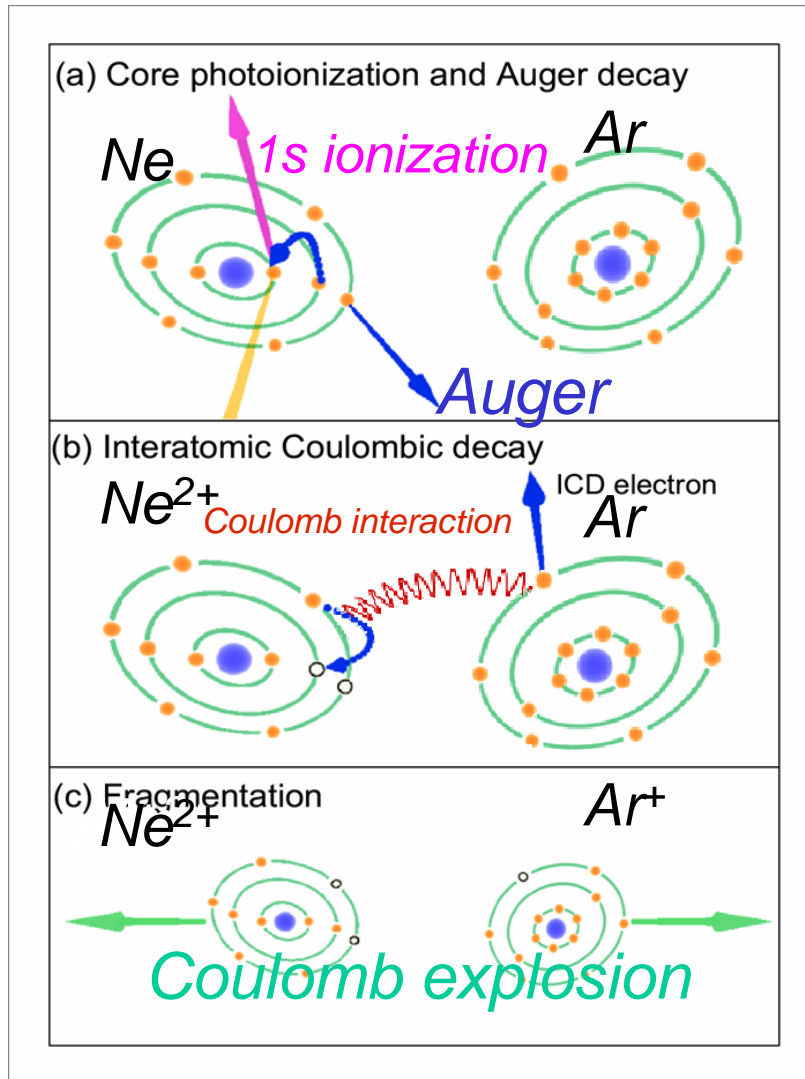 (a) Core photoionization and Auger decay
Ne
1s ionization
Ar
Auger
(b) Interatomic Coulombic decay
Ne²⁺
Coulomb interaction
ICD electron
Ar
(c) Fragmentation
Ne²⁺
Ar⁺
Coulomb explosion